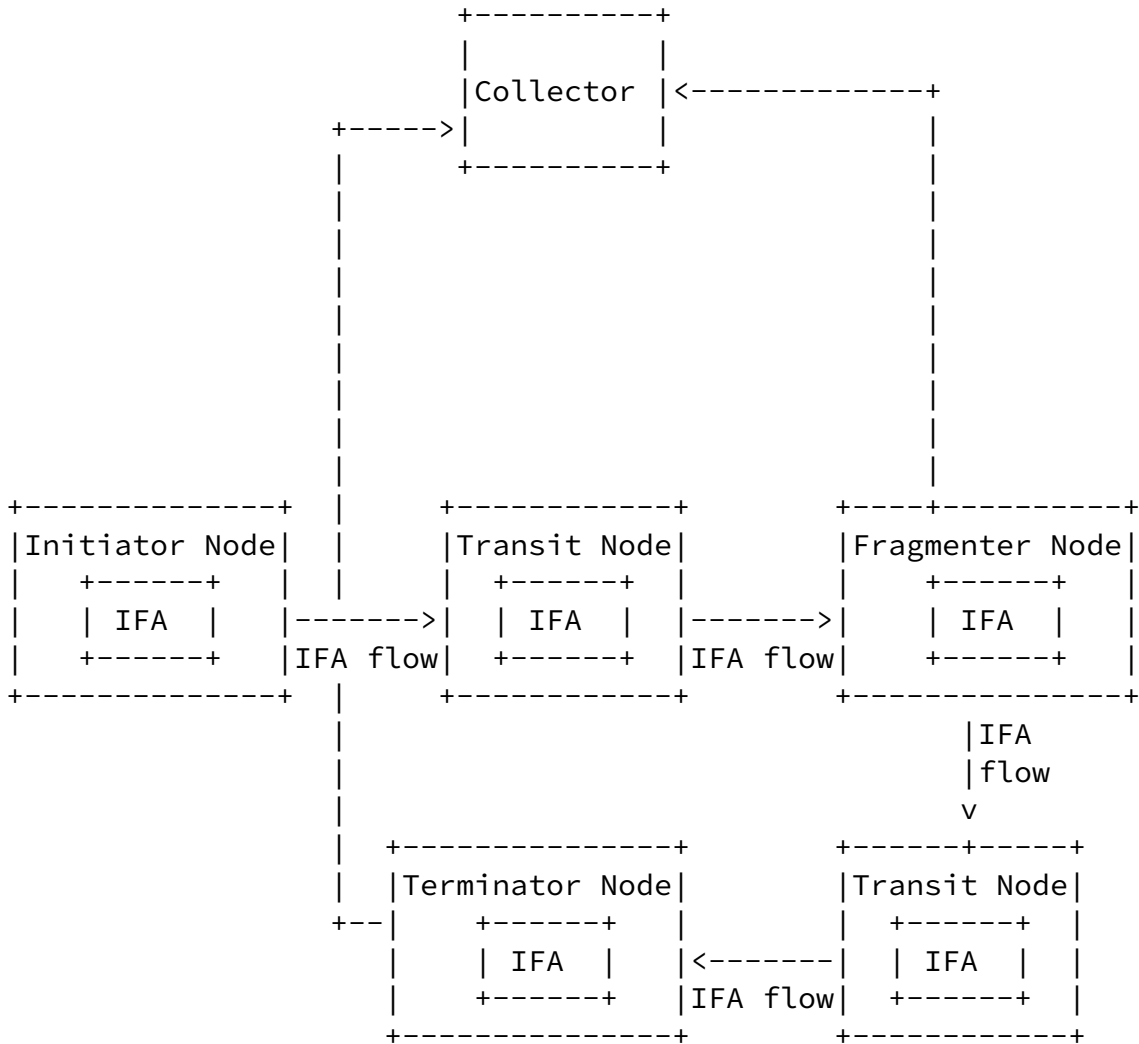 Collector
Initiator Node
Transit Node
Fragmenter Node
IFA
IFA
IFA
IFA flow
IFA flow
IFA
flow
Terminator Node
Transit Node
IFA
IFA
IFA flow